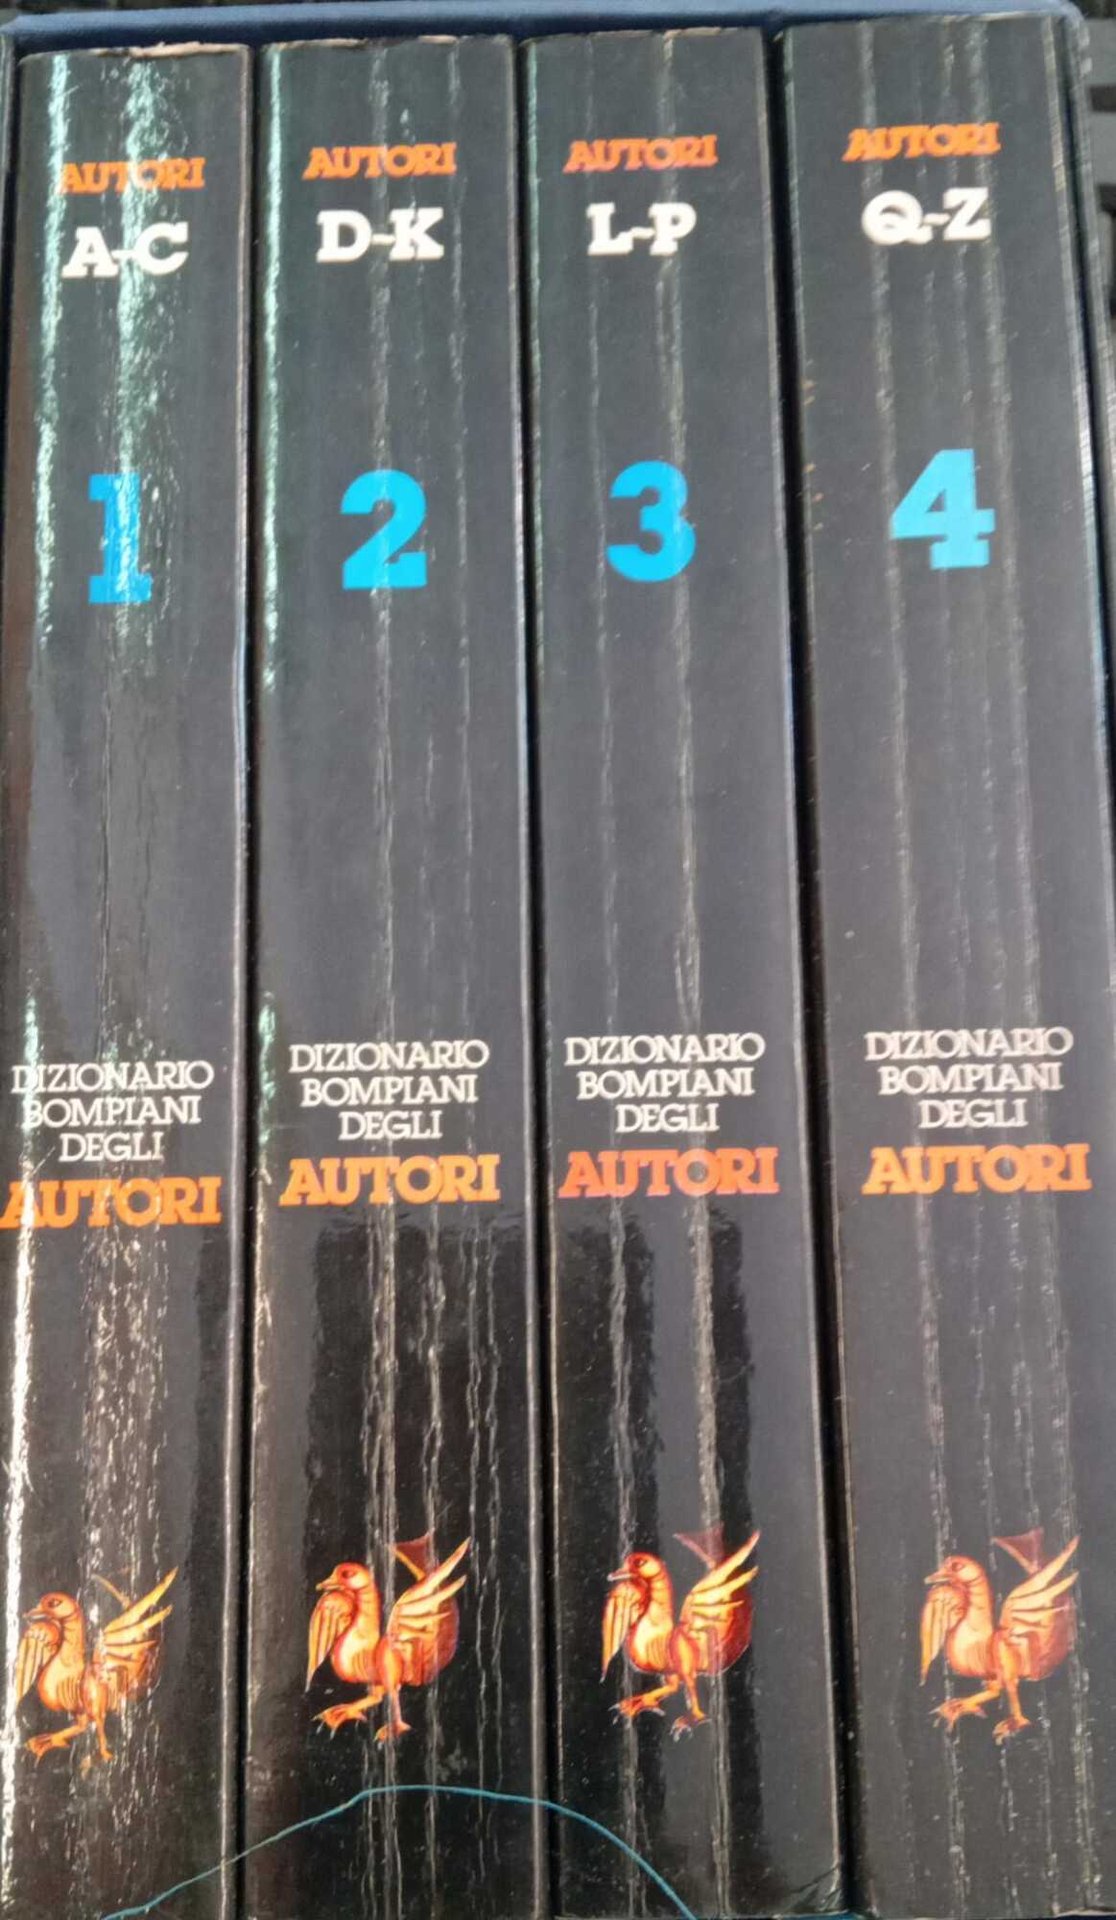 AUTORI
A-C
1
DIZIONARIO
BOMPIANI
DEGLI
AUTORI
AUTORI
D-K
2
DIZIONARIO
BOMPIANI
DEGLI
AUTORI
AUTORI
L-P
3
DIZIONARIO
BOMPIANI
DEGLI
AUTORI
AUTORI
Q-Z
4
DIZIONARIO
BOMPIANI
DEGLI
AUTORI